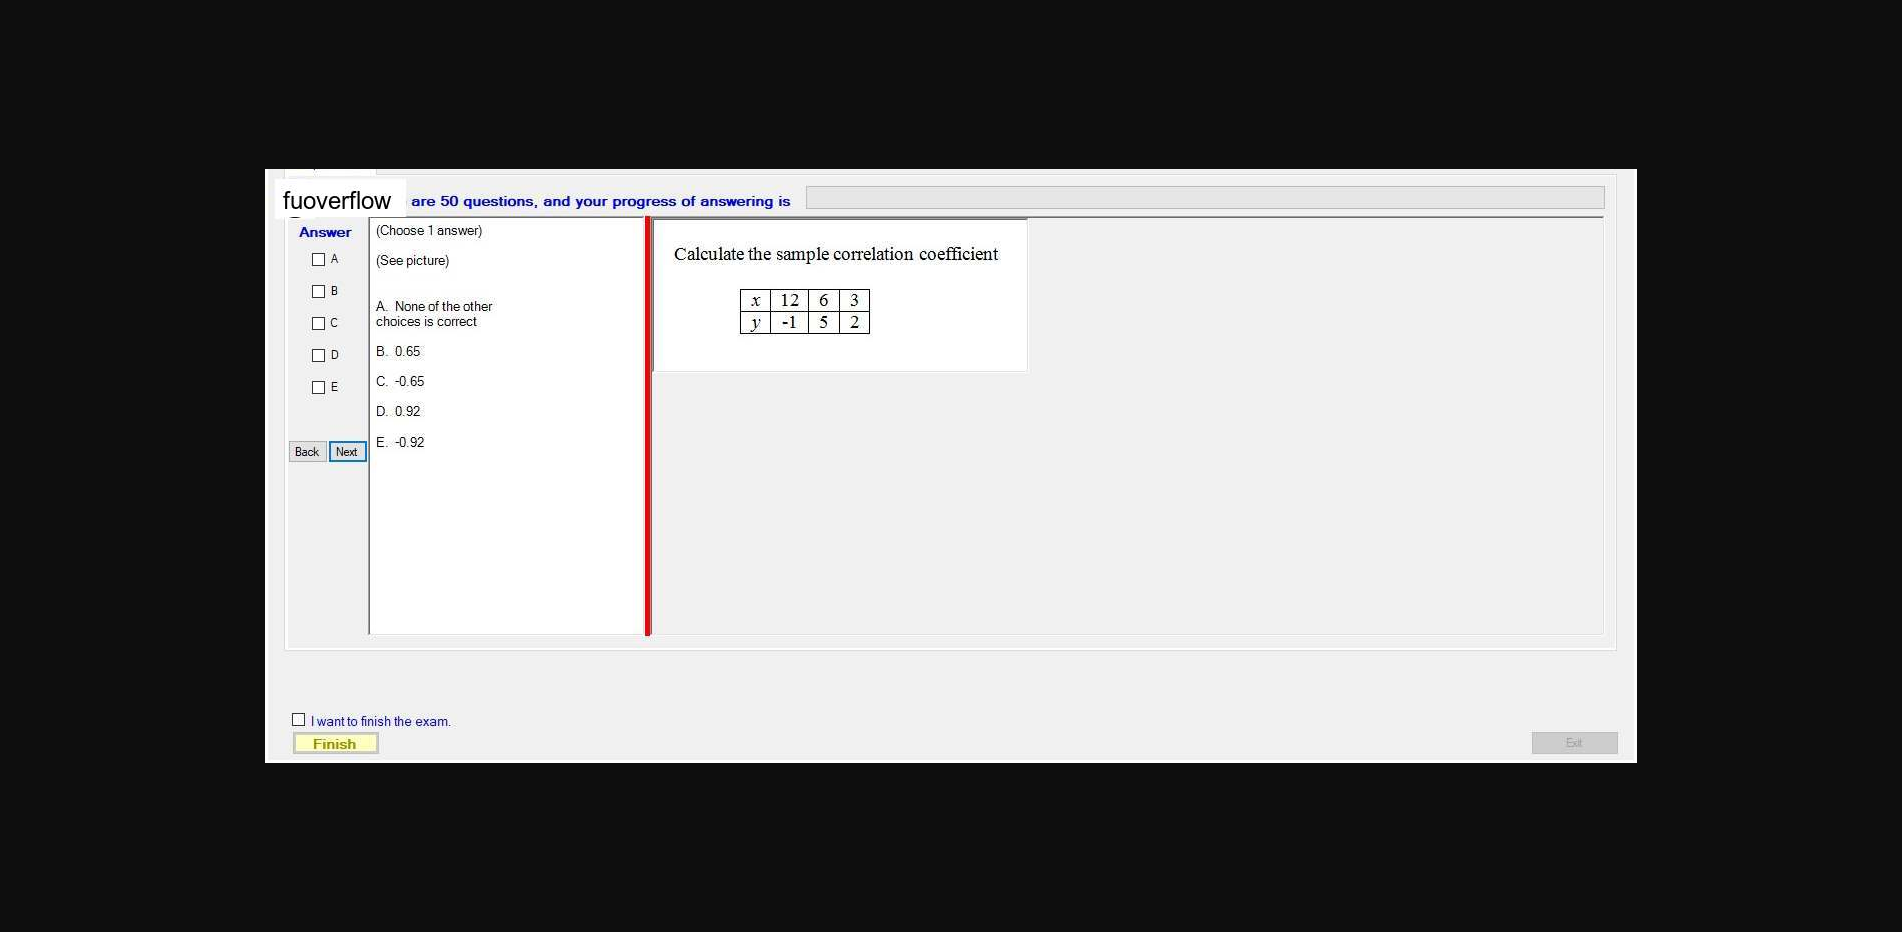 fuoverflow are 50 questions, and your progress of answering is
Answer
A
B
C
D
E
Back Next
(Choose 1 answer)
(See picture)
A. None of the other
choices is correct
B. 0.65
C. -0.65
D. 0.92
E. -0.92
Calculate the sample correlation coefficient
x 12 6 3
y -1 5 2
I want to finish the exam.
Finish
Exit